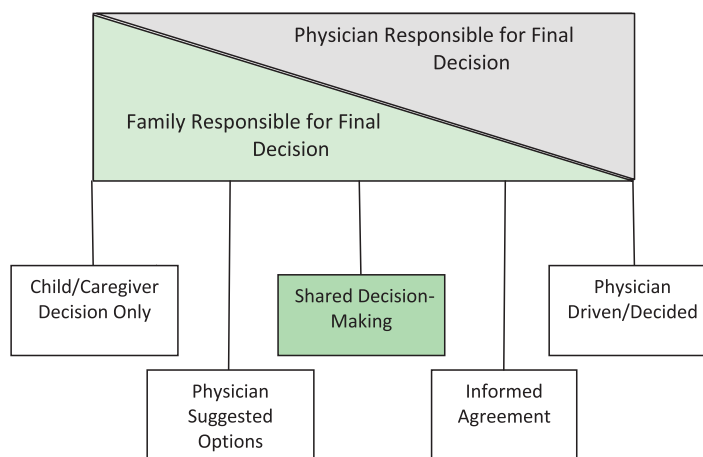 Physician Responsible for Final
Decision
Family Responsible for Final
Decision
Child/Caregiver
Decision Only
Shared Decision-
Making
Physician
Driven/Decided
Physician
Suggested
Options
Informed
Agreement